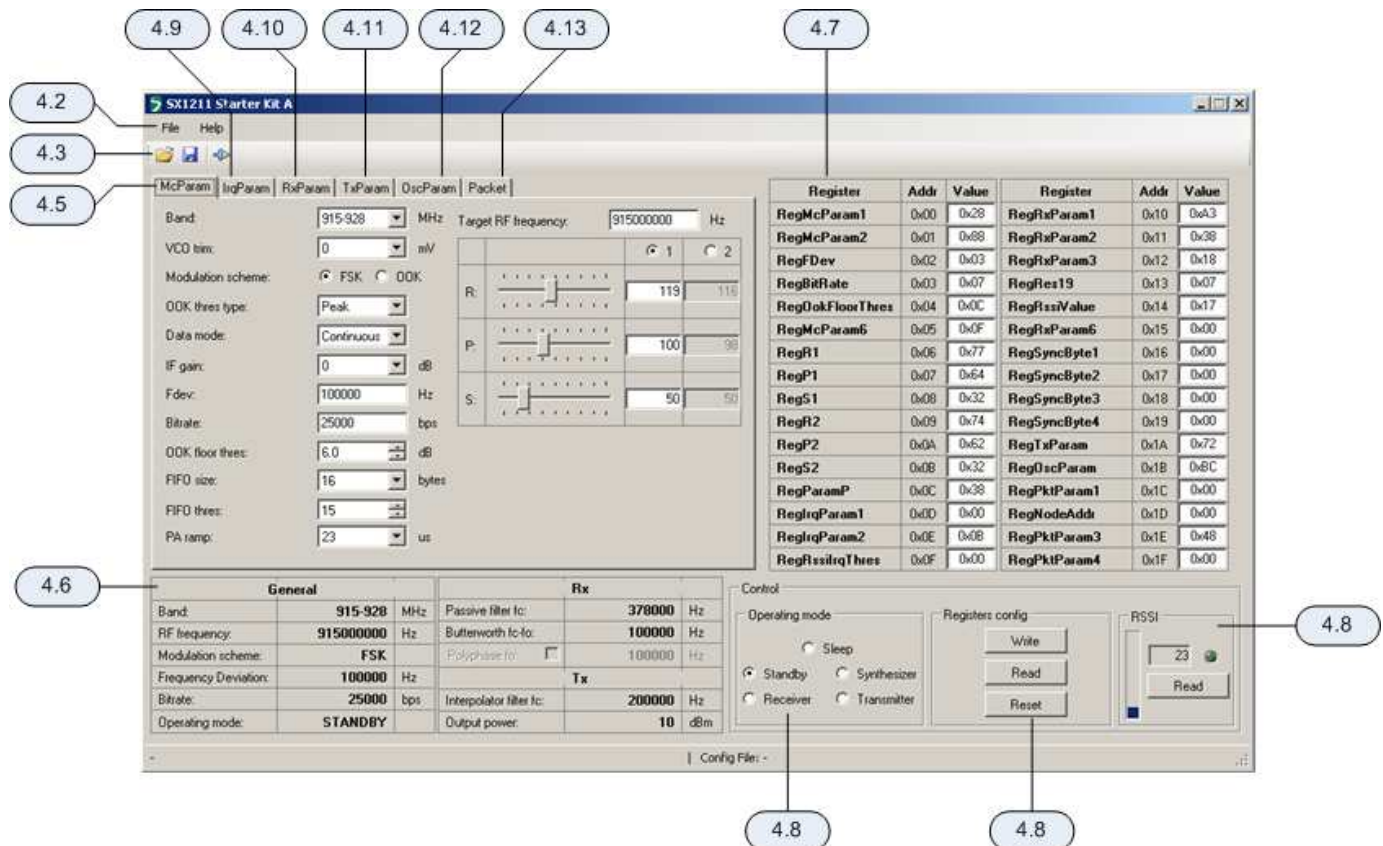 4.9 4.10 4.11 4.12 4.13 4.7
4.2
4.3
4.5
SX1211 Starter Kit A
File Help
McParam IrqParam RxParam TxParam OscParam Packet
Band: 915-928 MHz
VCO trim: 0 mV
Modulation scheme: FSK OOK
OOK thres type: Peak
Data mode: Continuous
IF gain: 0 dB
Fdev: 100000 Hz
Bitrate: 25000 bps
OOK floor thres: 6.0 dB
FIFO size: 16 bytes
FIFO thres: 15
PA ramp: 23 us
Target RF frequency: 915000000 Hz
1 2
R: 119 116
P: 100 98
S: 50 50
Register Addr Value Register Addr Value
RegMcParam1 0x00 0x28 RegRxParam1 0x10 0xA3
RegMcParam2 0x01 0x88 RegRxParam2 0x11 0x38
RegFDev 0x02 0x03 RegRxParam3 0x12 0x18
RegBitRate 0x03 0x07 RegRes19 0x13 0x07
RegOokFloorThres 0x04 0x0C RegRssiValue 0x14 0x17
RegMcParam6 0x05 0x0F RegRxParam6 0x15 0x00
RegR1 0x06 0x77 RegSyncByte1 0x16 0x00
RegP1 0x07 0x64 RegSyncByte2 0x17 0x00
RegS1 0x08 0x32 RegSyncByte3 0x18 0x00
RegR2 0x09 0x74 RegSyncByte4 0x19 0x00
RegP2 0x0A 0x62 RegTxParam 0x1A 0x72
RegS2 0x0B 0x32 RegOscParam 0x1B 0xBC
RegParamP 0x0C 0x38 RegPktParam1 0x1C 0x00
RegIrqParam1 0x0D 0x00 RegNodeAddr 0x1D 0x00
RegIrqParam2 0x0E 0x0B RegPktParam3 0x1E 0x48
RegRssiIrqThres 0x0F 0x00 RegPktParam4 0x1F 0x00
4.6
General
Band: 915-928 MHz
RF frequency: 915000000 Hz
Modulation scheme: FSK
Frequency Deviation: 100000 Hz
Bitrate: 25000 bps
Operating mode: STANDBY
Rx
Passive filter fc: 378000 Hz
Butterworth fc-fo: 100000 Hz
Polyphase fo: 100000 Hz
Tx
Interpolator filter fc: 200000 Hz
Output power: 10 dBm
Control
Operating mode
Sleep
Standby Synthesizer
Receiver Transmitter
Registers config
Write
Read
Reset
RSSI
23
Read
4.8
- | Config File: -
4.8 4.8